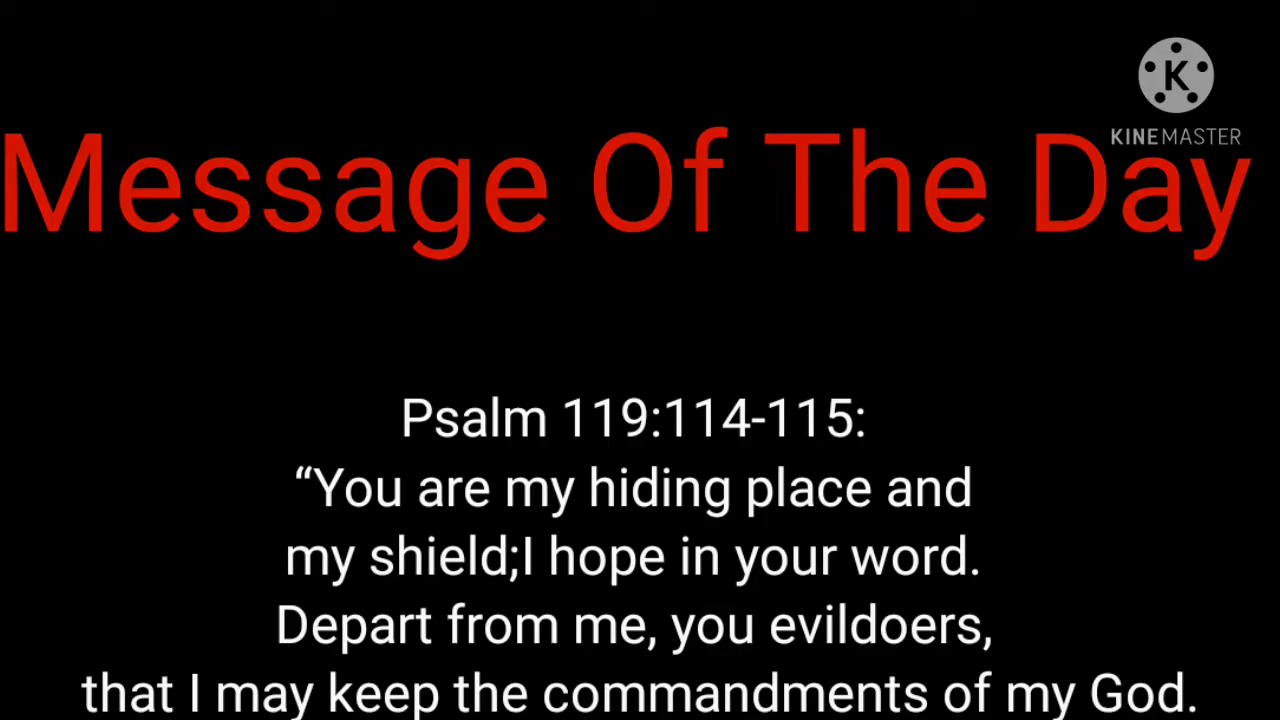 K
KINEMASTER
Message Of The Day
Psalm 119:114-115:
“You are my hiding place and
my shield;I hope in your word.
Depart from me, you evildoers,
that I may keep the commandments of my God.